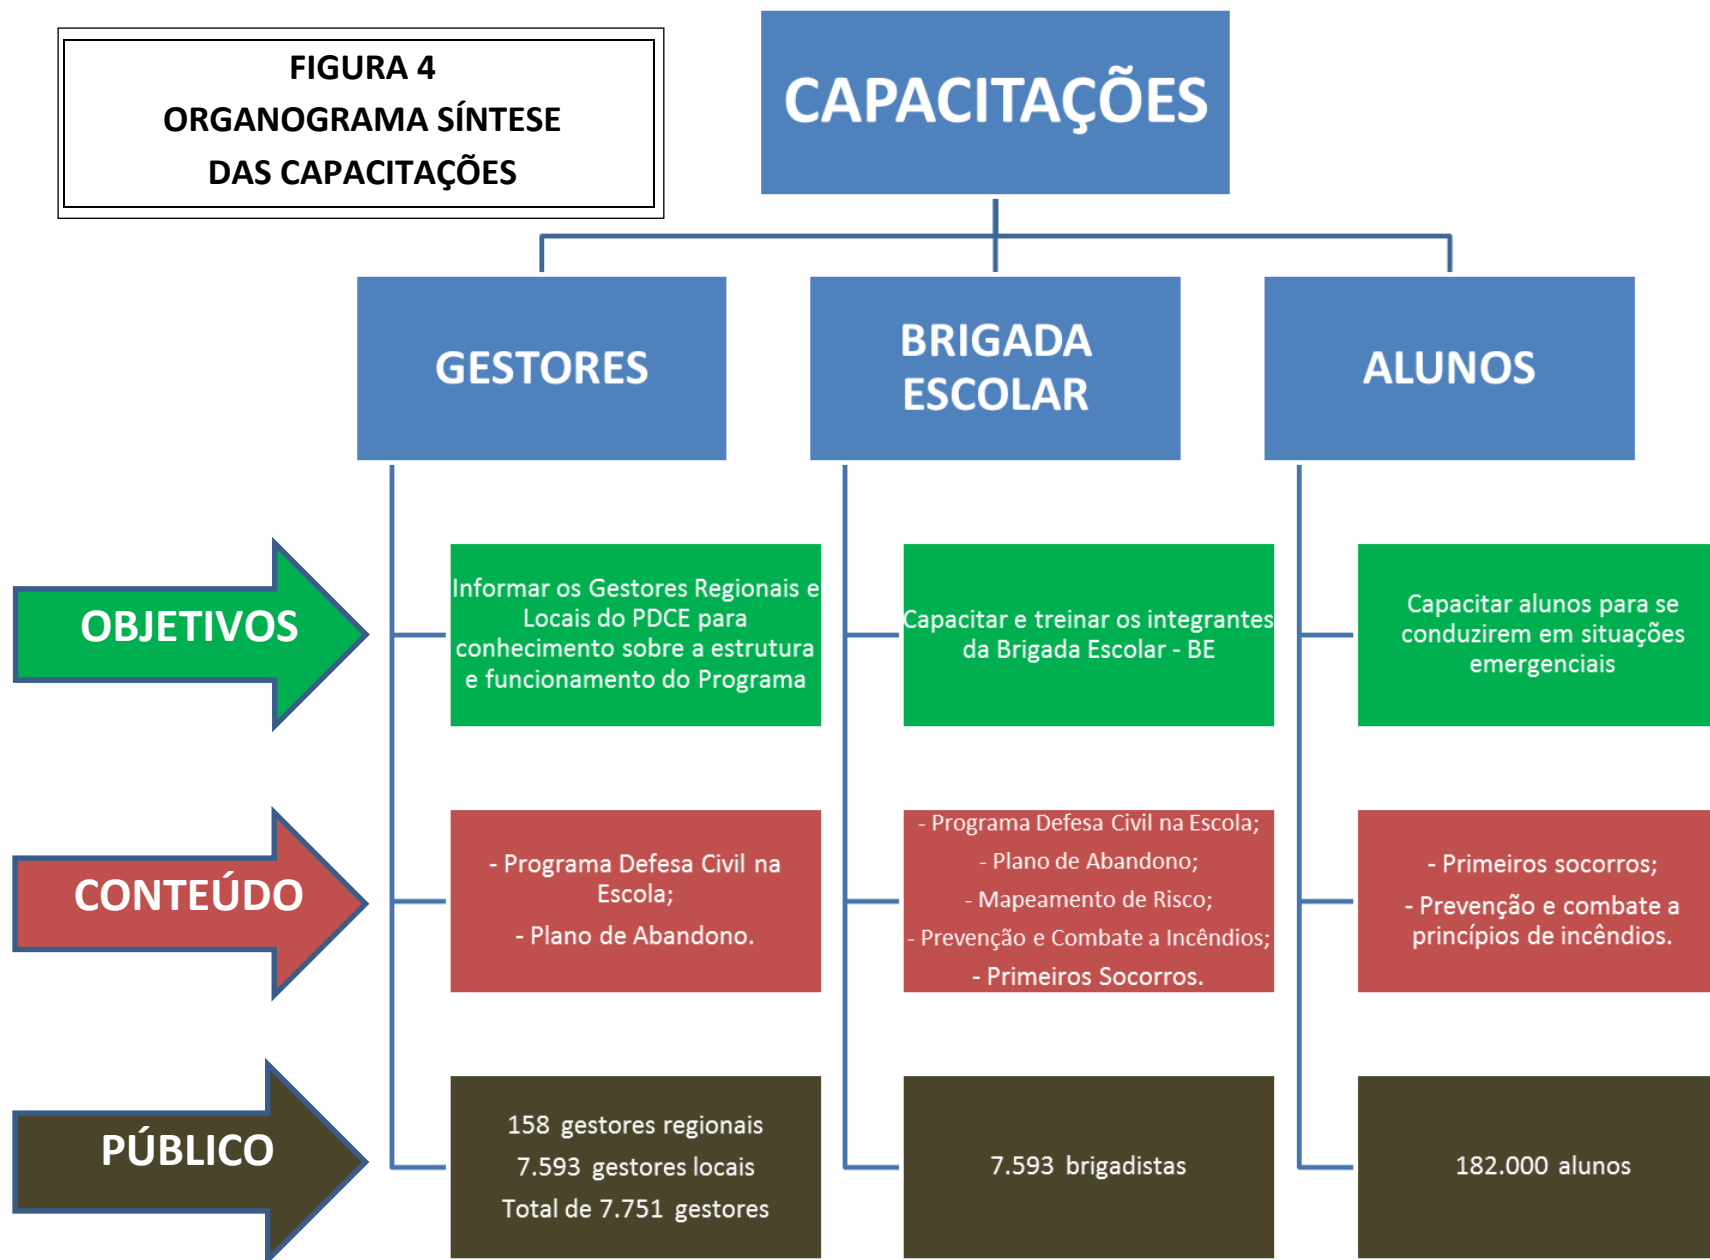 FIGURA 4
ORGANOGRAMA SÍNTESE
DAS CAPACITAÇÕES
CAPACITAÇÕES
GESTORES
BRIGADA
ESCOLAR
ALUNOS
OBJETIVOS
Informar os Gestores Regionais e
Locais do PDCE para
conhecimento sobre a estrutura
e funcionamento do Programa
Capacitar e treinar os integrantes
da Brigada Escolar - BE
Capacitar alunos para se
conduzirem em situações
emergenciais
CONTEÚDO
- Programa Defesa Civil na
Escola;
- Plano de Abandono.
- Programa Defesa Civil na Escola;
- Plano de Abandono;
- Mapeamento de Risco;
- Prevenção e Combate a Incêndios;
- Primeiros Socorros.
- Primeiros socorros;
- Prevenção e combate a
princípios de incêndios.
PÚBLICO
158 gestores regionais
7.593 gestores locais
Total de 7.751 gestores
7.593 brigadistas
182.000 alunos